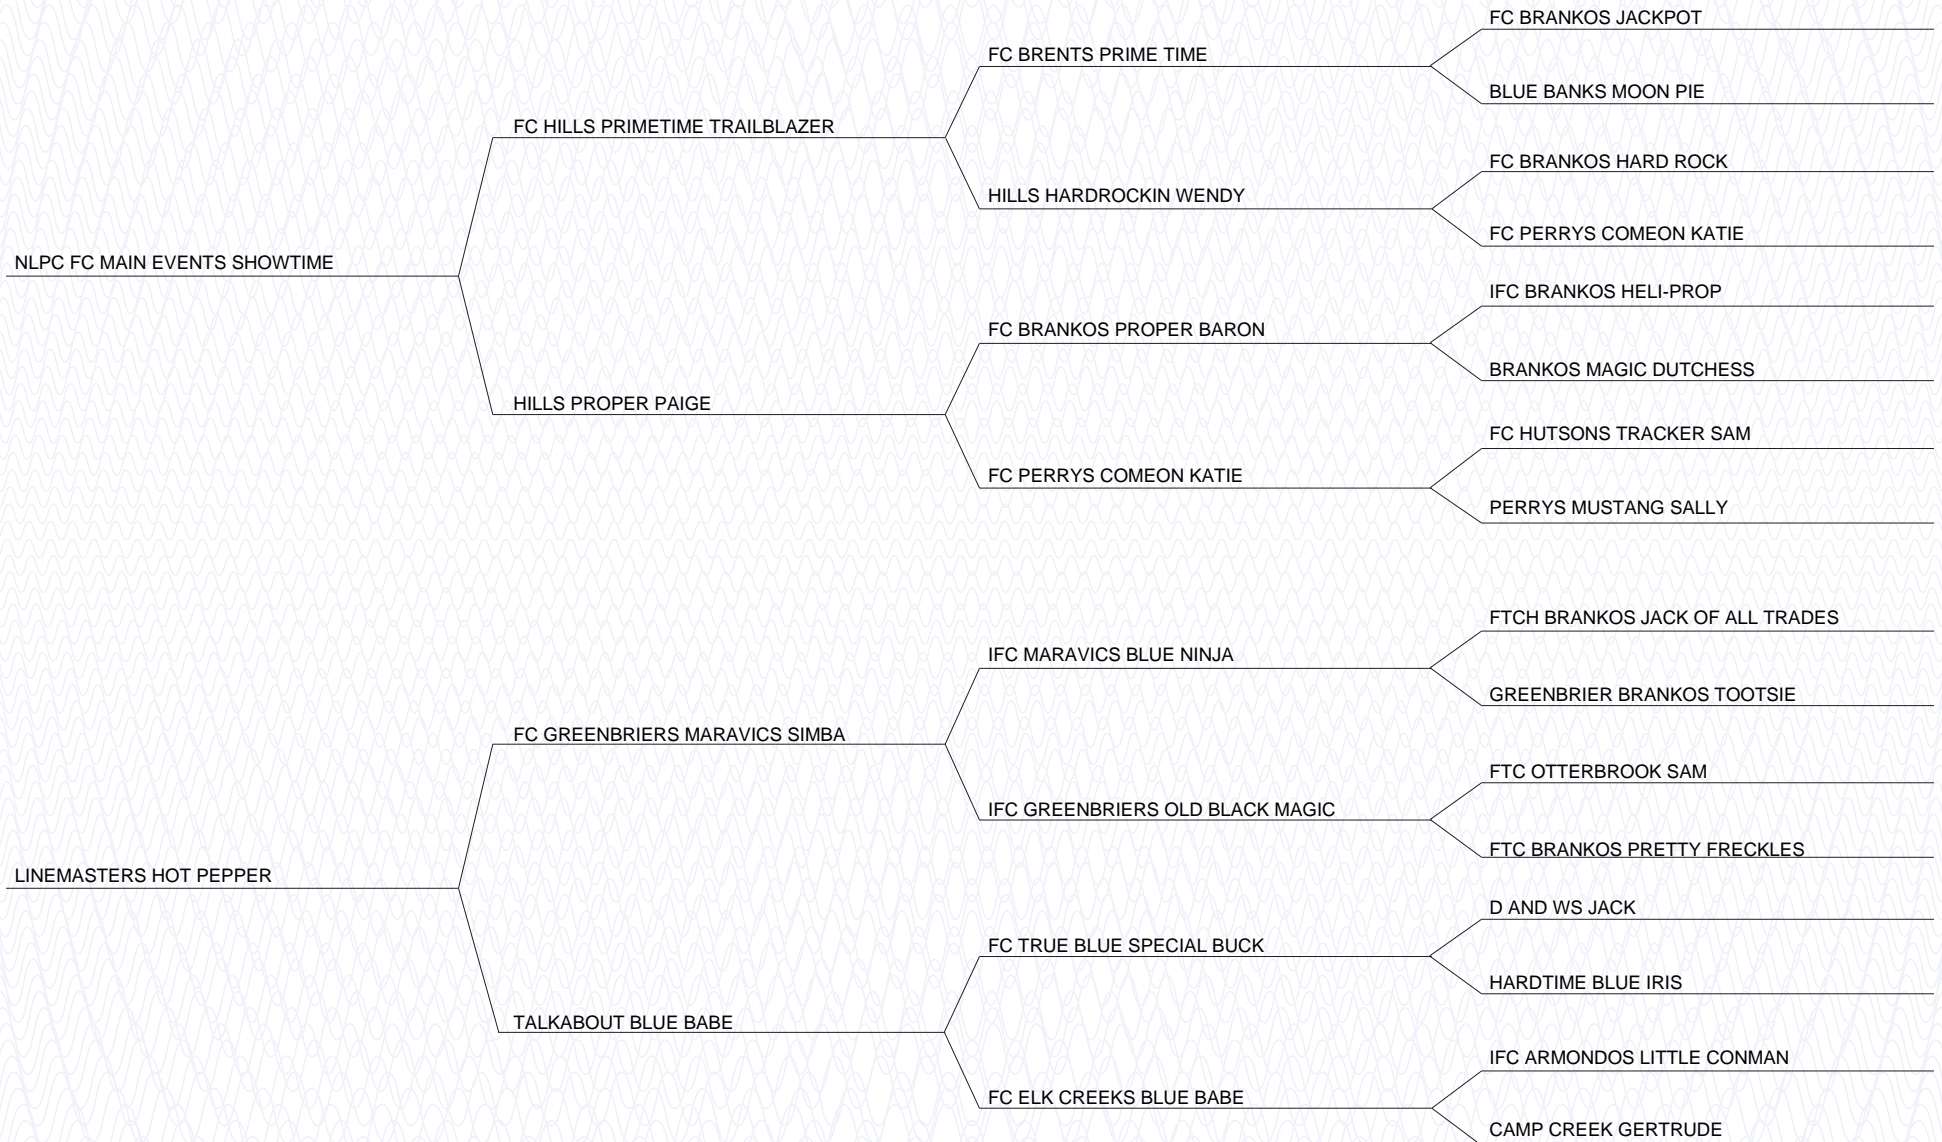 FC BRANKOS JACKPOT
FC BRENTS PRIME TIME
BLUE BANKS MOON PIE
FC HILLS PRIMETIME TRAILBLAZER
FC BRANKOS HARD ROCK
HILLS HARDROCKIN WENDY
FC PERRYS COMEON KATIE
NLPC FC MAIN EVENTS SHOWTIME
IFC BRANKOS HELI-PROP
FC BRANKOS PROPER BARON
BRANKOS MAGIC DUTCHESS
HILLS PROPER PAIGE
FC HUTSONS TRACKER SAM
FC PERRYS COMEON KATIE
PERRYS MUSTANG SALLY
FTCH BRANKOS JACK OF ALL TRADES
IFC MARAVICS BLUE NINJA
GREENBRIER BRANKOS TOOTSIE
FC GREENBRIERS MARAVICS SIMBA
FTC OTTERBROOK SAM
IFC GREENBRIERS OLD BLACK MAGIC
FTC BRANKOS PRETTY FRECKLES
LINEMASTERS HOT PEPPER
D AND WS JACK
FC TRUE BLUE SPECIAL BUCK
HARDTIME BLUE IRIS
TALKABOUT BLUE BABE
IFC ARMONDOS LITTLE CONMAN
FC ELK CREEKS BLUE BABE
CAMP CREEK GERTRUDE